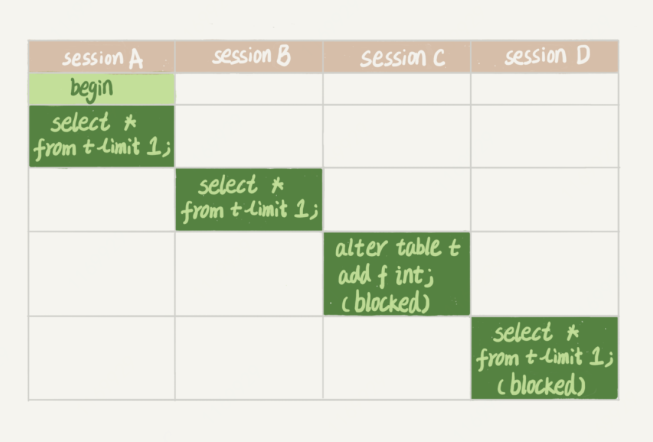 session A session B session C session D
begin
select *
from t limit 1;
select *
from t limit 1;
alter table t
add f int;
(blocked)
select *
from t limit 1;
(blocked)